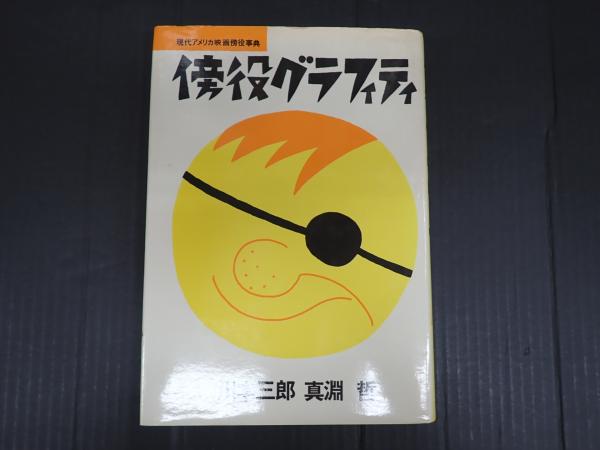 現代アメリカ映画傍役事典
傍役グラフィティ
三郎 真淵 哲